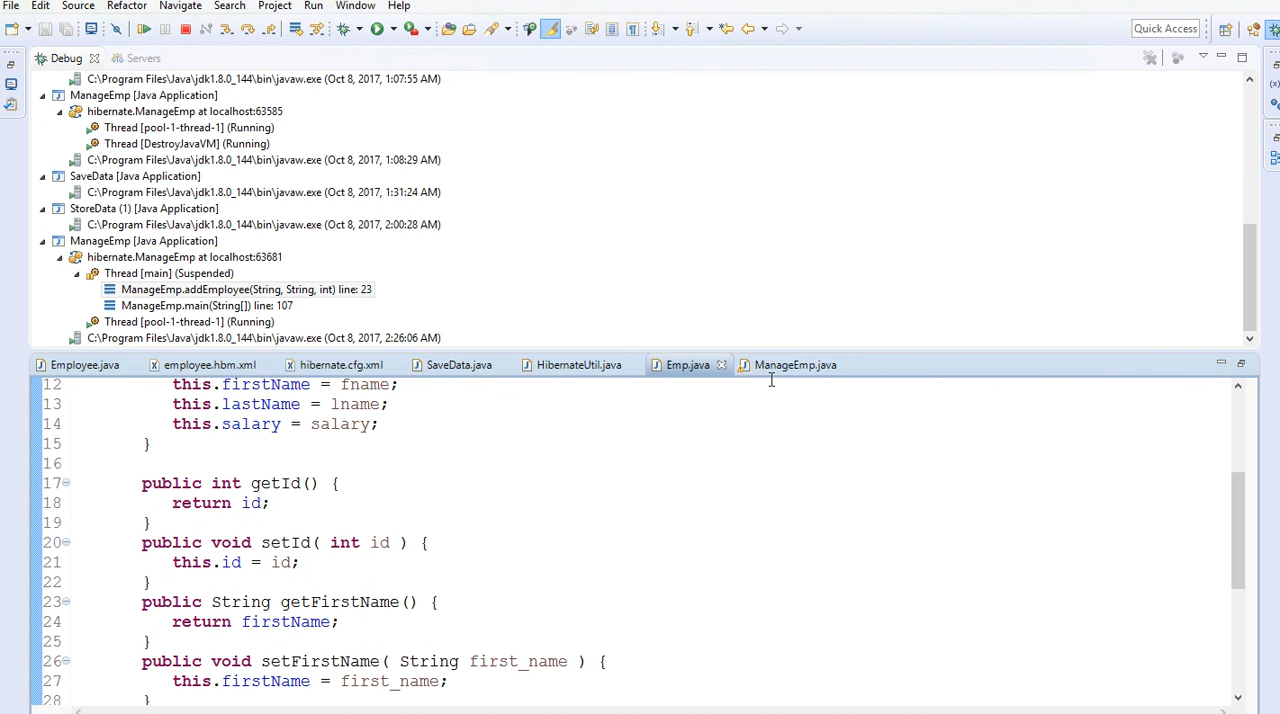 File Edit Source Refactor Navigate Search Project Run Window Help
Quick Access
Debug Servers
C:\Program Files\Java\jdk1.8.0_144\bin\javaw.exe (Oct 8, 2017, 1:07:55 AM)
ManageEmp [Java Application]
hibernate.ManageEmp at localhost:63585
Thread [pool-1-thread-1] (Running)
Thread [DestroyJavaVM] (Running)
C:\Program Files\Java\jdk1.8.0_144\bin\javaw.exe (Oct 8, 2017, 1:08:29 AM)
SaveData [Java Application]
C:\Program Files\Java\jdk1.8.0_144\bin\javaw.exe (Oct 8, 2017, 1:31:24 AM)
StoreData (1) [Java Application]
C:\Program Files\Java\jdk1.8.0_144\bin\javaw.exe (Oct 8, 2017, 2:00:28 AM)
ManageEmp [Java Application]
hibernate.ManageEmp at localhost:63681
Thread [main] (Suspended)
ManageEmp.addEmployee(String, String, int) line: 23
ManageEmp.main(String[]) line: 107
Thread [pool-1-thread-1] (Running)
C:\Program Files\Java\jdk1.8.0_144\bin\javaw.exe (Oct 8, 2017, 2:26:06 AM)
Employee.java employee.hbm.xml hibernate.cfg.xml SaveData.java HibernateUtil.java Emp.java ManageEmp.java
12 this.firstName = fname;
13 this.lastName = lname;
14 this.salary = salary;
15 }
16
17 public int getId() {
18 return id;
19 }
20 public void setId( int id ) {
21 this.id = id;
22 }
23 public String getFirstName() {
24 return firstName;
25 }
26 public void setFirstName( String first_name ) {
27 this.firstName = first_name;
28 }